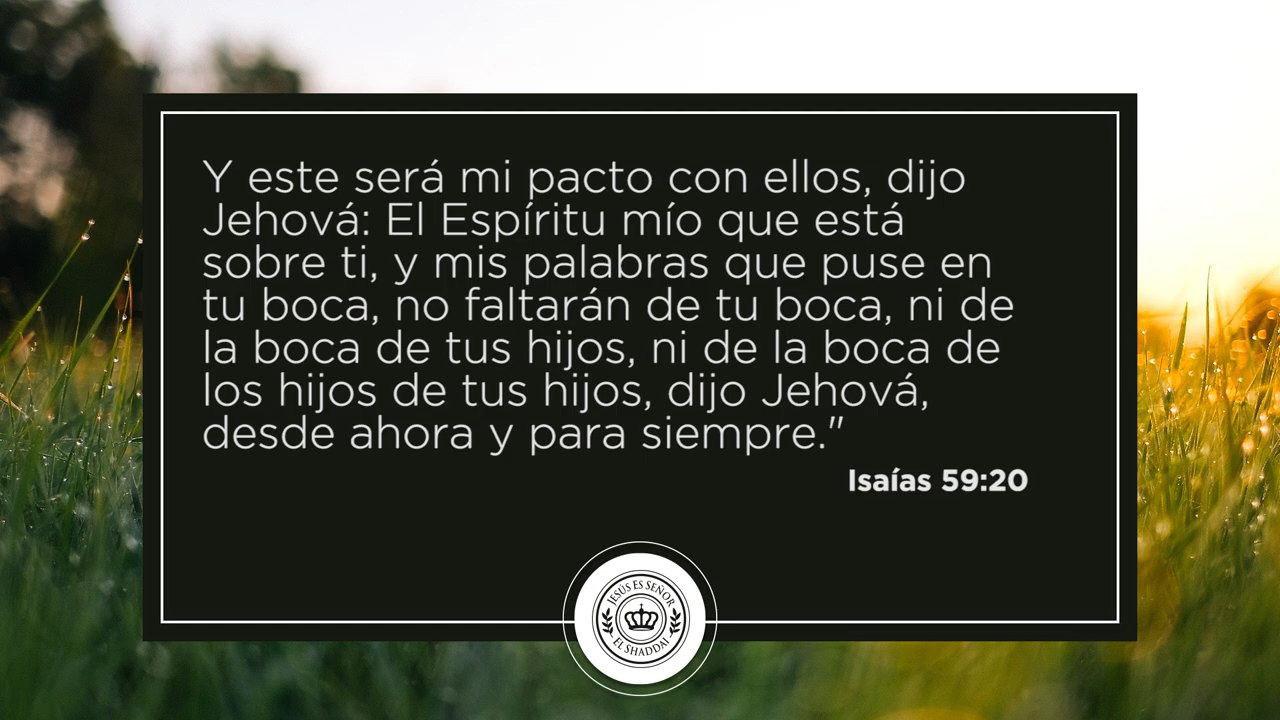 Y este será mi pacto con ellos, dijo
Jehová: El Espíritu mío que está
sobre ti, y mis palabras que puse en
tu boca, no faltarán de tu boca, ni de
la boca de tus hijos, ni de la boca de
los hijos de tus hijos, dijo Jehová,
desde ahora y para siempre."
Isaías 59:20
JESÚS ES SEÑOR
EL SHADDAI